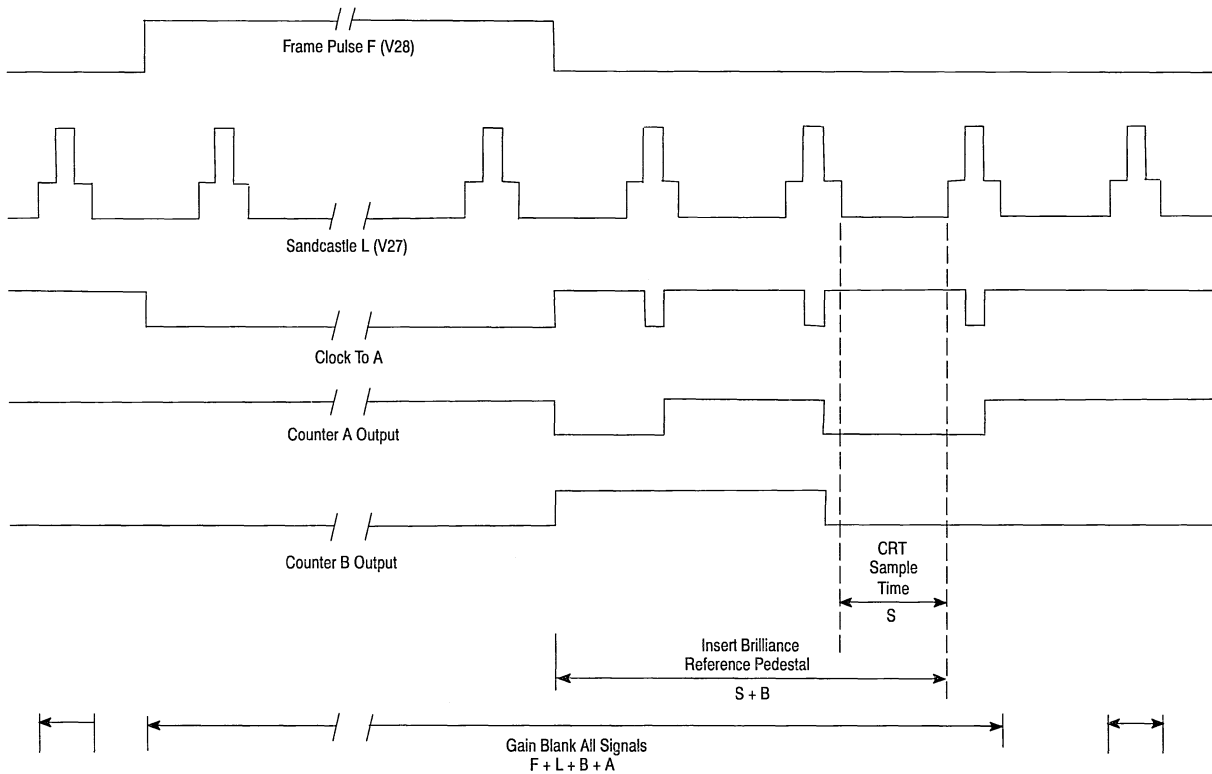 Frame Pulse F (V28)
Sandcastle L (V27)
Clock To A
Counter A Output
Counter B Output
CRT
Sample
Time
S
Insert Brilliance
Reference Pedestal
S + B
Gain Blank All Signals
F + L + B + A